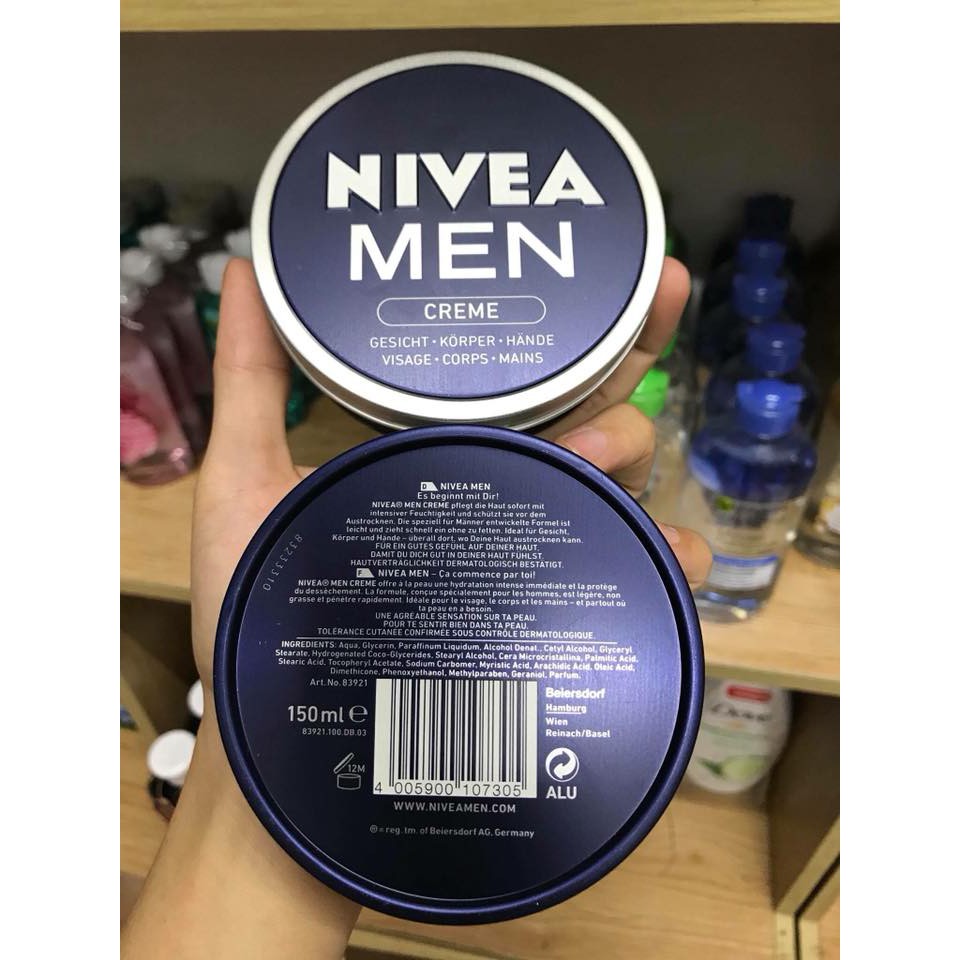 NIVEA
MEN
CREME
GESICHT • KÖRPER • HÄNDE
VISAGE • CORPS • MAINS
D NIVEA MEN
Es beginnt mit Dir!
NIVEA® MEN CREME pflegt die Haut sofort mit
intensiver Feuchtigkeit und schützt sie vor dem
Austrocknen. Die speziell für Männer entwickelte Formel ist
leicht und zieht schnell ein ohne zu fetten. Ideal für Gesicht,
Körper und Hände – überall dort, wo Deine Haut austrocknen kann.
FÜR EIN GUTES GEFÜHL AUF DEINER HAUT.
DAMIT DU DICH GUT IN DEINER HAUT FÜHLST.
HAUTVERTRÄGLICHKEIT DERMATOLOGISCH BESTÄTIGT.
F NIVEA MEN – Ça commence par toi!
NIVEA® MEN CREME offre à la peau une hydratation intense immédiate et la protège
du dessèchement. La formule, conçue spécialement pour les hommes, est légère, non
grasse et pénètre rapidement. Idéale pour le visage, le corps et les mains – et partout où
ta peau en a besoin.
UNE AGRÉABLE SENSATION SUR TA PEAU.
POUR TE SENTIR BIEN DANS TA PEAU.
TOLÉRANCE CUTANÉE CONFIRMÉE SOUS CONTRÔLE DERMATOLOGIQUE.
INGREDIENTS: Aqua, Glycerin, Paraffinum Liquidum, Alcohol Denat., Cetyl Alcohol, Glyceryl
Stearate, Hydrogenated Coco-Glycerides, Stearyl Alcohol, Cera Microcristallina, Palmitic Acid,
Stearic Acid, Tocopheryl Acetate, Sodium Carbomer, Myristic Acid, Arachidic Acid, Oleic Acid,
Dimethicone, Phenoxyethanol, Methylparaben, Geraniol, Parfum.
Art. No. 83921
150 ml e
83921.100.DB.03
83233310
12M
4 005900 107305
Beiersdorf
Hamburg
Wien
Reinach/Basel
ALU
WWW.NIVEAMEN.COM
® = reg. tm. of Beiersdorf AG, Germany
Dove